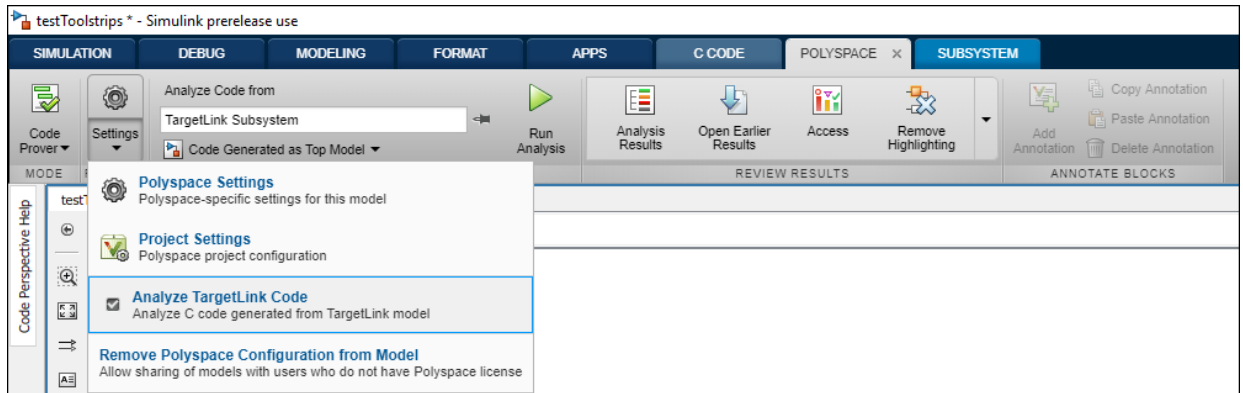 testToolstrips * - Simulink prerelease use
SIMULATION DEBUG MODELING FORMAT APPS C CODE POLYSPACE × SUBSYSTEM
Code Prover
Settings
Analyze Code from
TargetLink Subsystem
Code Generated as Top Model
Run Analysis
Analysis Results
Open Earlier Results
Access
Remove Highlighting
Add Annotation
Copy Annotation
Paste Annotation
Delete Annotation
MODE
REVIEW RESULTS
ANNOTATE BLOCKS
Code Perspective Help
Polyspace Settings
Polyspace-specific settings for this model
Project Settings
Polyspace project configuration
Analyze TargetLink Code
Analyze C code generated from TargetLink model
Remove Polyspace Configuration from Model
Allow sharing of models with users who do not have Polyspace license